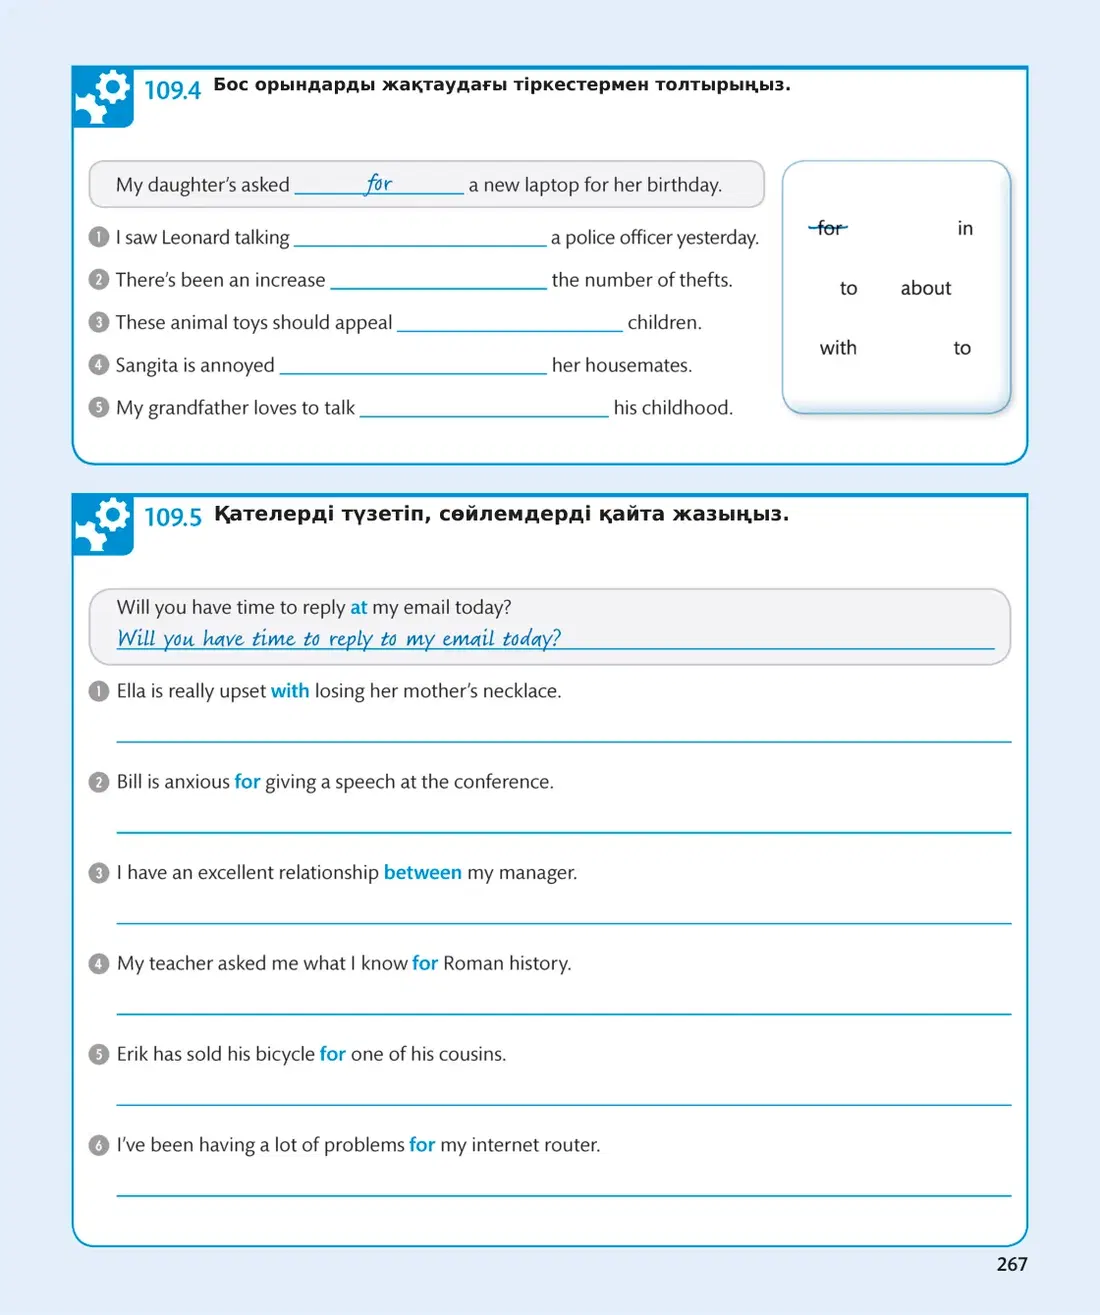 109.4 Бос орындарды жақтаудағы тіркестермен толтырыңыз.
My daughter's asked for a new laptop for her birthday.
1 I saw Leonard talking ____ a police officer yesterday.
2 There's been an increase ____ the number of thefts.
3 These animal toys should appeal ____ children.
4 Sangita is annoyed ____ her housemates.
5 My grandfather loves to talk ____ his childhood.
for in
to about
with to
109.5 Қателерді түзетіп, сөйлемдерді қайта жазыңыз.
Will you have time to reply at my email today?
Will you have time to reply to my email today?
1 Ella is really upset with losing her mother's necklace.
2 Bill is anxious for giving a speech at the conference.
3 I have an excellent relationship between my manager.
4 My teacher asked me what I know for Roman history.
5 Erik has sold his bicycle for one of his cousins.
6 I've been having a lot of problems for my internet router.
267